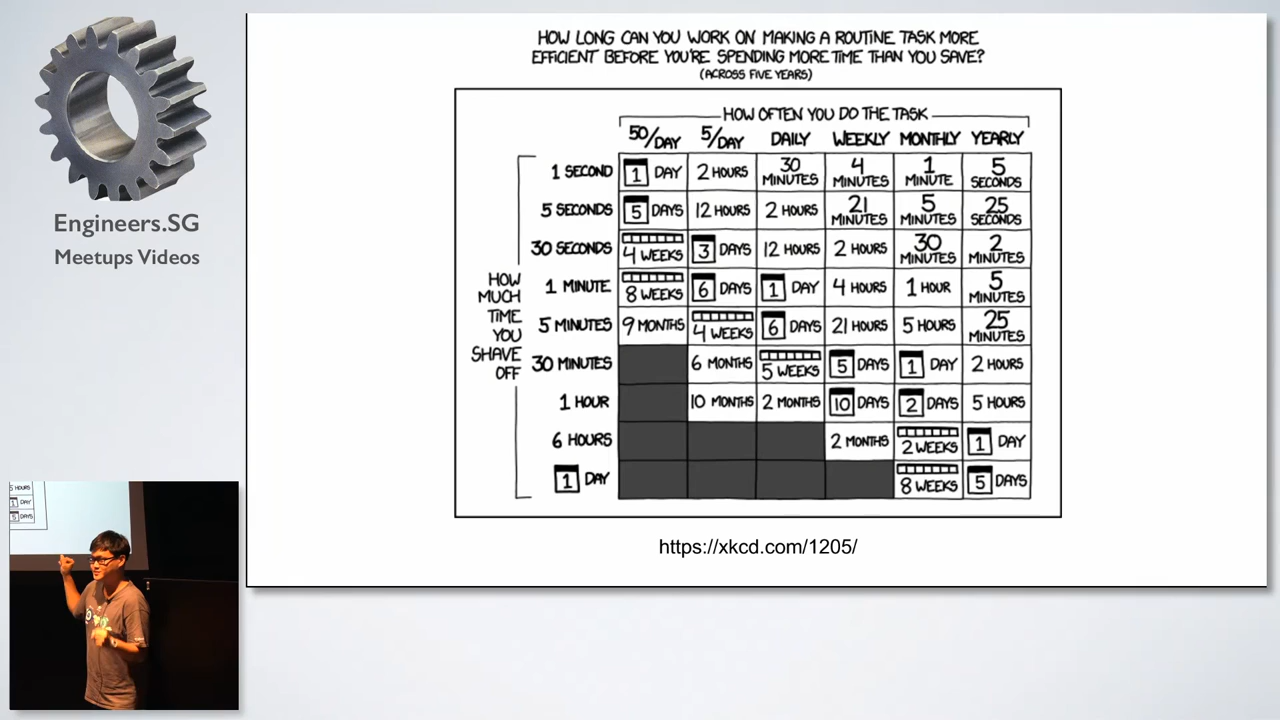 Engineers.SG
Meetups Videos
HOW LONG CAN YOU WORK ON MAKING A ROUTINE TASK MORE
EFFICIENT BEFORE YOU'RE SPENDING MORE TIME THAN YOU SAVE?
(ACROSS FIVE YEARS)
HOW OFTEN YOU DO THE TASK
50/DAY 5/DAY DAILY WEEKLY MONTHLY YEARLY
HOW MUCH TIME YOU SHAVE OFF
1 SECOND 1 DAY 2 HOURS 30 MINUTES 4 MINUTES 1 MINUTE 5 SECONDS
5 SECONDS 5 DAYS 12 HOURS 2 HOURS 21 MINUTES 5 MINUTES 25 SECONDS
30 SECONDS 4 WEEKS 3 DAYS 12 HOURS 2 HOURS 30 MINUTES 2 MINUTES
1 MINUTE 8 WEEKS 6 DAYS 1 DAY 4 HOURS 1 HOUR 5 MINUTES
5 MINUTES 9 MONTHS 4 WEEKS 6 DAYS 21 HOURS 5 HOURS 25 MINUTES
30 MINUTES 6 MONTHS 5 WEEKS 5 DAYS 1 DAY 2 HOURS
1 HOUR 10 MONTHS 2 MONTHS 10 DAYS 2 DAYS 5 HOURS
6 HOURS 2 MONTHS 2 WEEKS 1 DAY
1 DAY 8 WEEKS 5 DAYS
https://xkcd.com/1205/
5 HOURS
1 DAY
5 DAYS